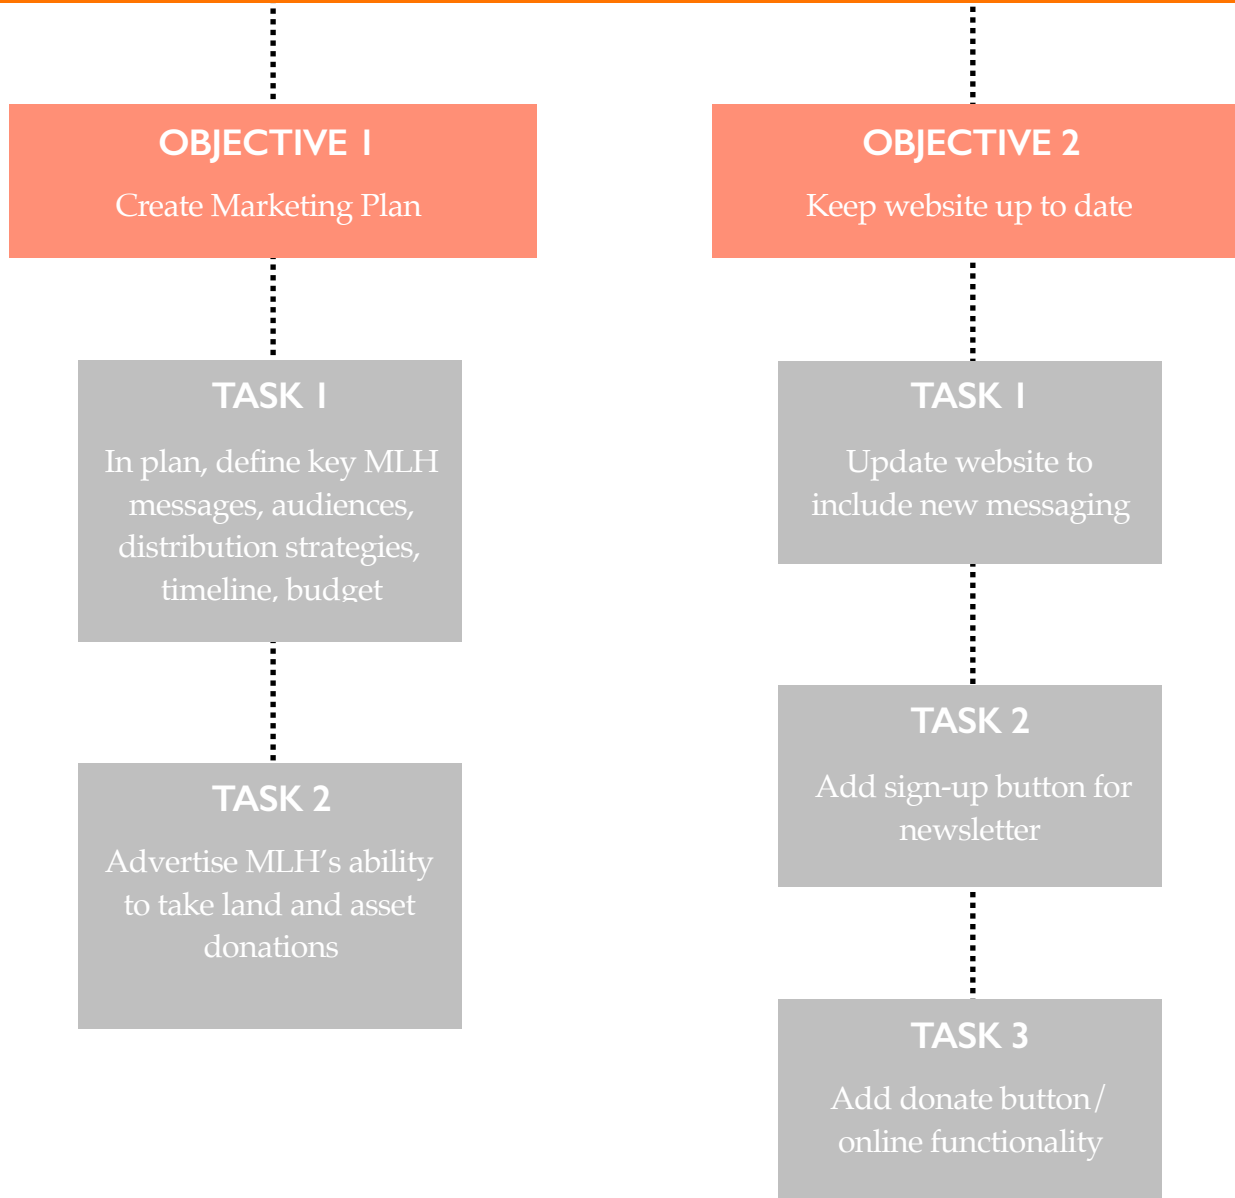 OBJECTIVE 1
Create Marketing Plan
TASK 1
In plan, define key MLH
messages, audiences,
distribution strategies,
timeline, budget
TASK 2
Advertise MLH’s ability
to take land and asset
donations
OBJECTIVE 2
Keep website up to date
TASK 1
Update website to
include new messaging
TASK 2
Add sign-up button for
newsletter
TASK 3
Add donate button/
online functionality